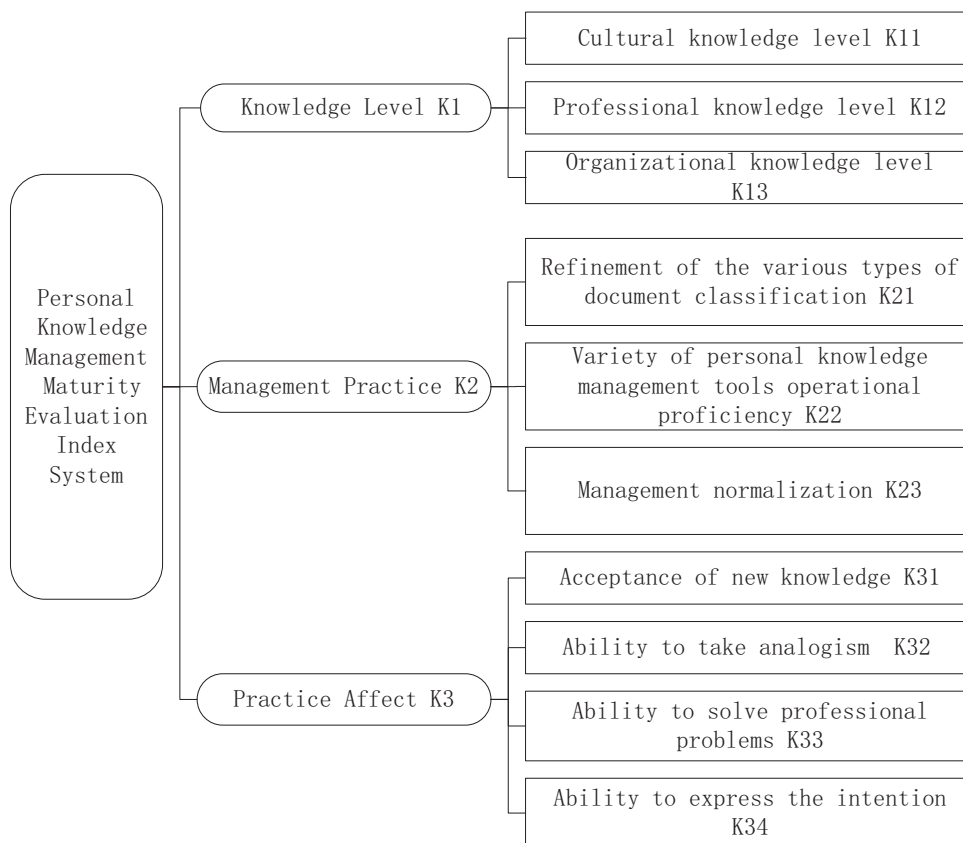 Personal
Knowledge
Management
Maturity
Evaluation
Index
System
Knowledge Level K1
Cultural knowledge level K11
Professional knowledge level K12
Organizational knowledge level
K13
Management Practice K2
Refinement of the various types of
document classification K21
Variety of personal knowledge
management tools operational
proficiency K22
Management normalization K23
Practice Affect K3
Acceptance of new knowledge K31
Ability to take analogism K32
Ability to solve professional
problems K33
Ability to express the intention
K34